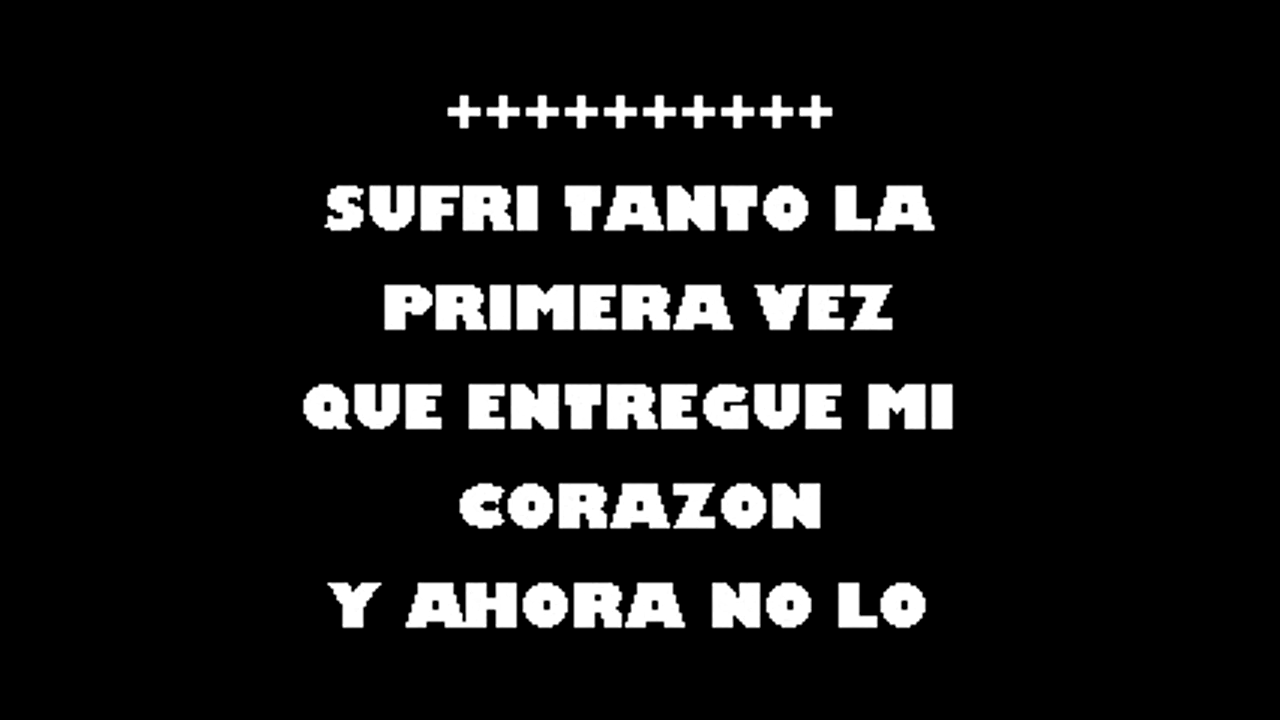 ++++++++++
SUFRI TANTO LA
PRIMERA VEZ
QUE ENTREGUE MI
CORAZON
Y AHORA NO LO